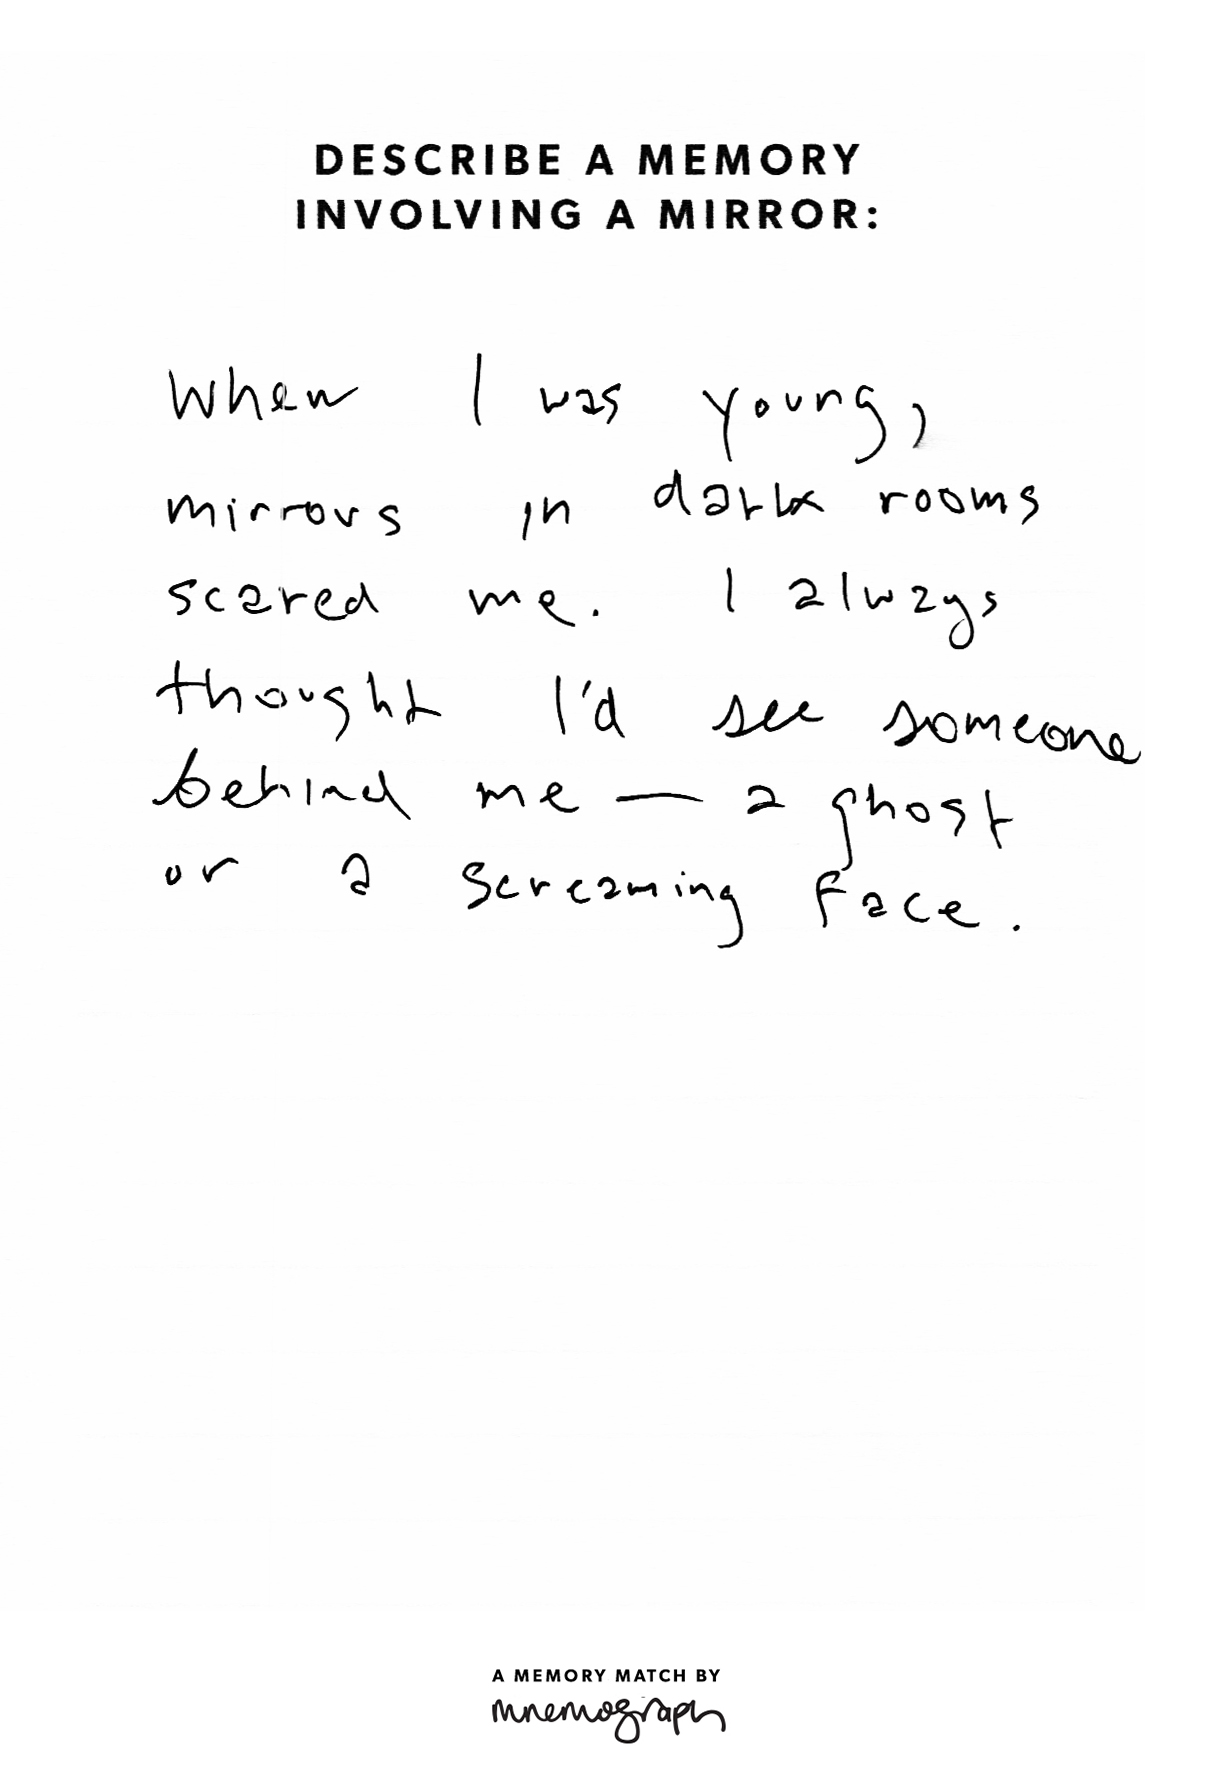 DESCRIBE A MEMORY
INVOLVING A MIRROR:
When I was young,
mirrors in dark rooms
scared me. I always
thought I'd see someone
behind me — a ghost
or a screaming face.
A MEMORY MATCH BY
mnemograph